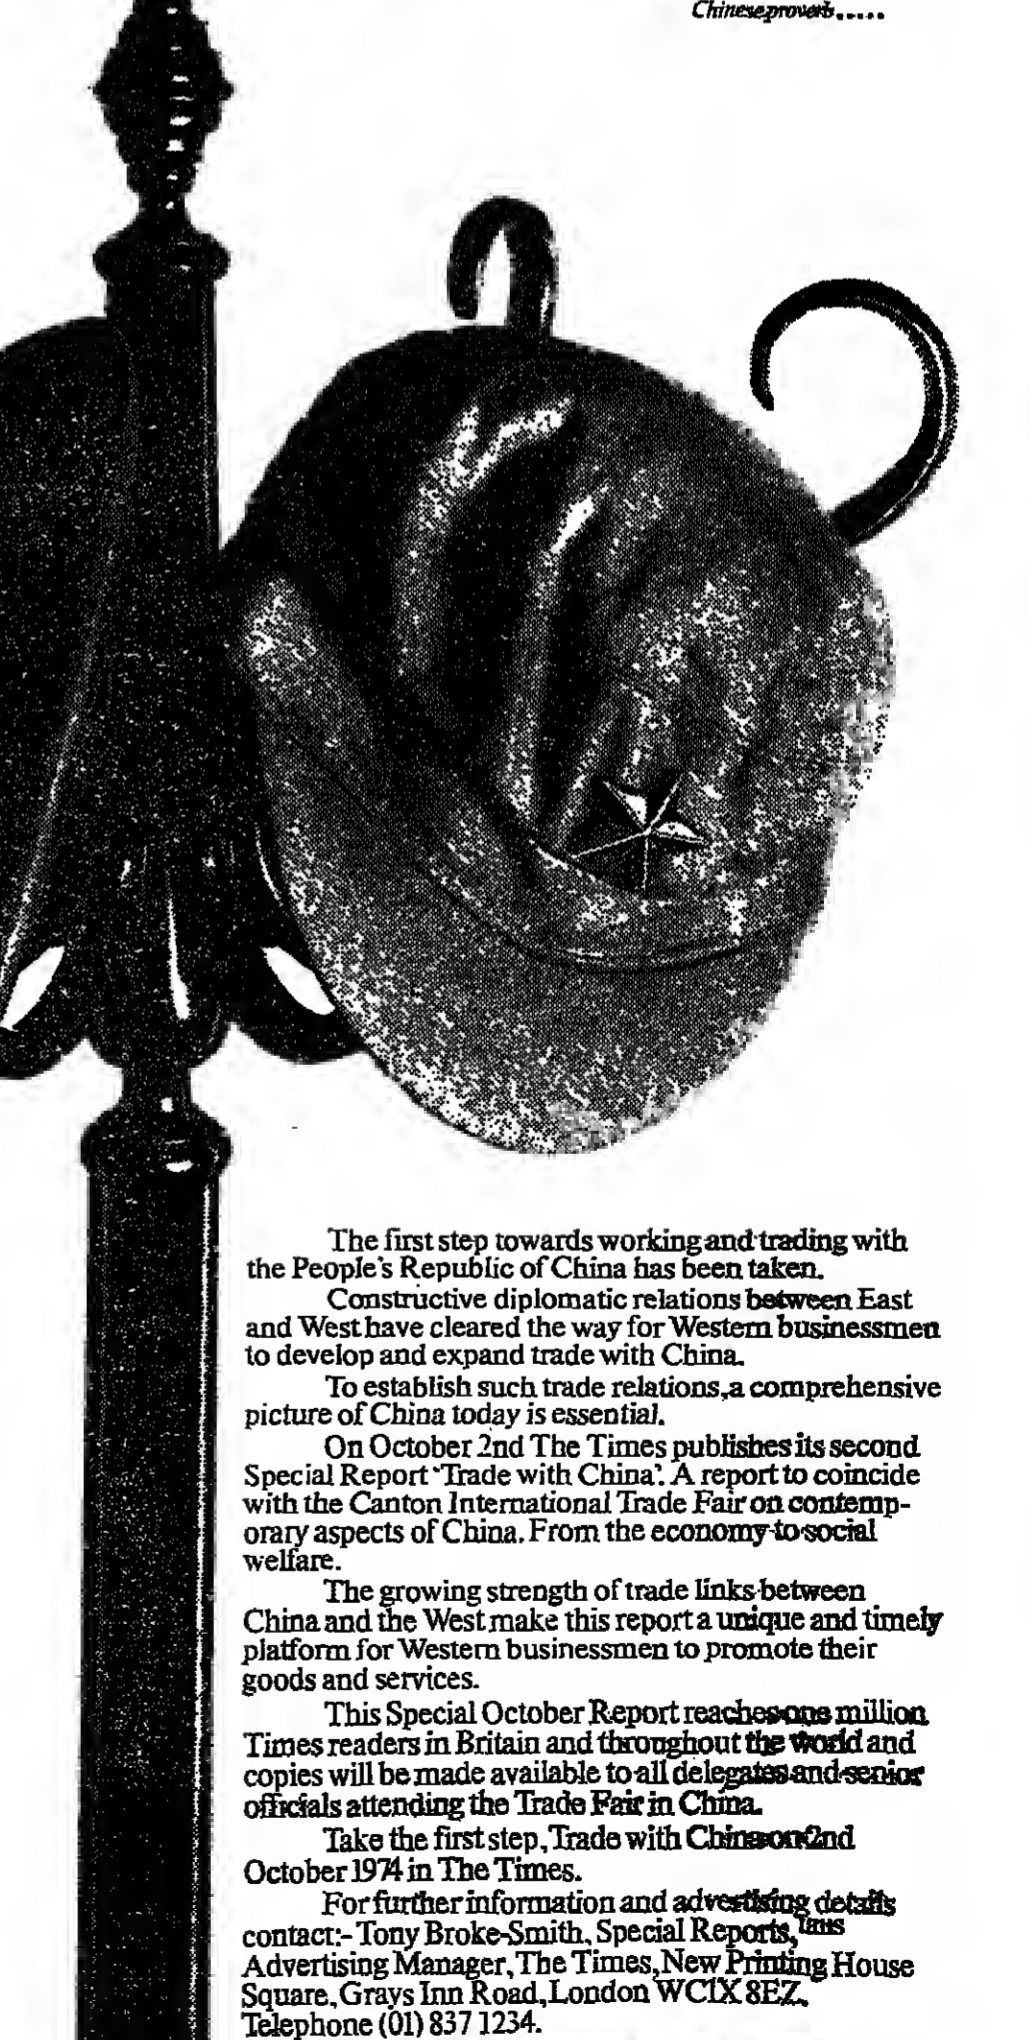 Chinese proverb.....
The first step towards working and trading with
the People's Republic of China has been taken.
Constructive diplomatic relations between East
and West have cleared the way for Western businessmen
to develop and expand trade with China.
To establish such trade relations, a comprehensive
picture of China today is essential.
On October 2nd The Times publishes its second
Special Report 'Trade with China'. A report to coincide
with the Canton International Trade Fair on contemp-
orary aspects of China. From the economy to social
welfare.
The growing strength of trade links between
China and the West make this report a unique and timely
platform for Western businessmen to promote their
goods and services.
This Special October Report reaches one million
Times readers in Britain and throughout the world and
copies will be made available to all delegates and senior
officials attending the Trade Fair in China.
Take the first step, Trade with China on 2nd
October 1974 in The Times.
For further information and advertising details
contact:- Tony Broke-Smith, Special Reports,
Advertising Manager, The Times, New Printing House
Square, Grays Inn Road, London WC1X 8EZ.
Telephone (01) 837 1234.